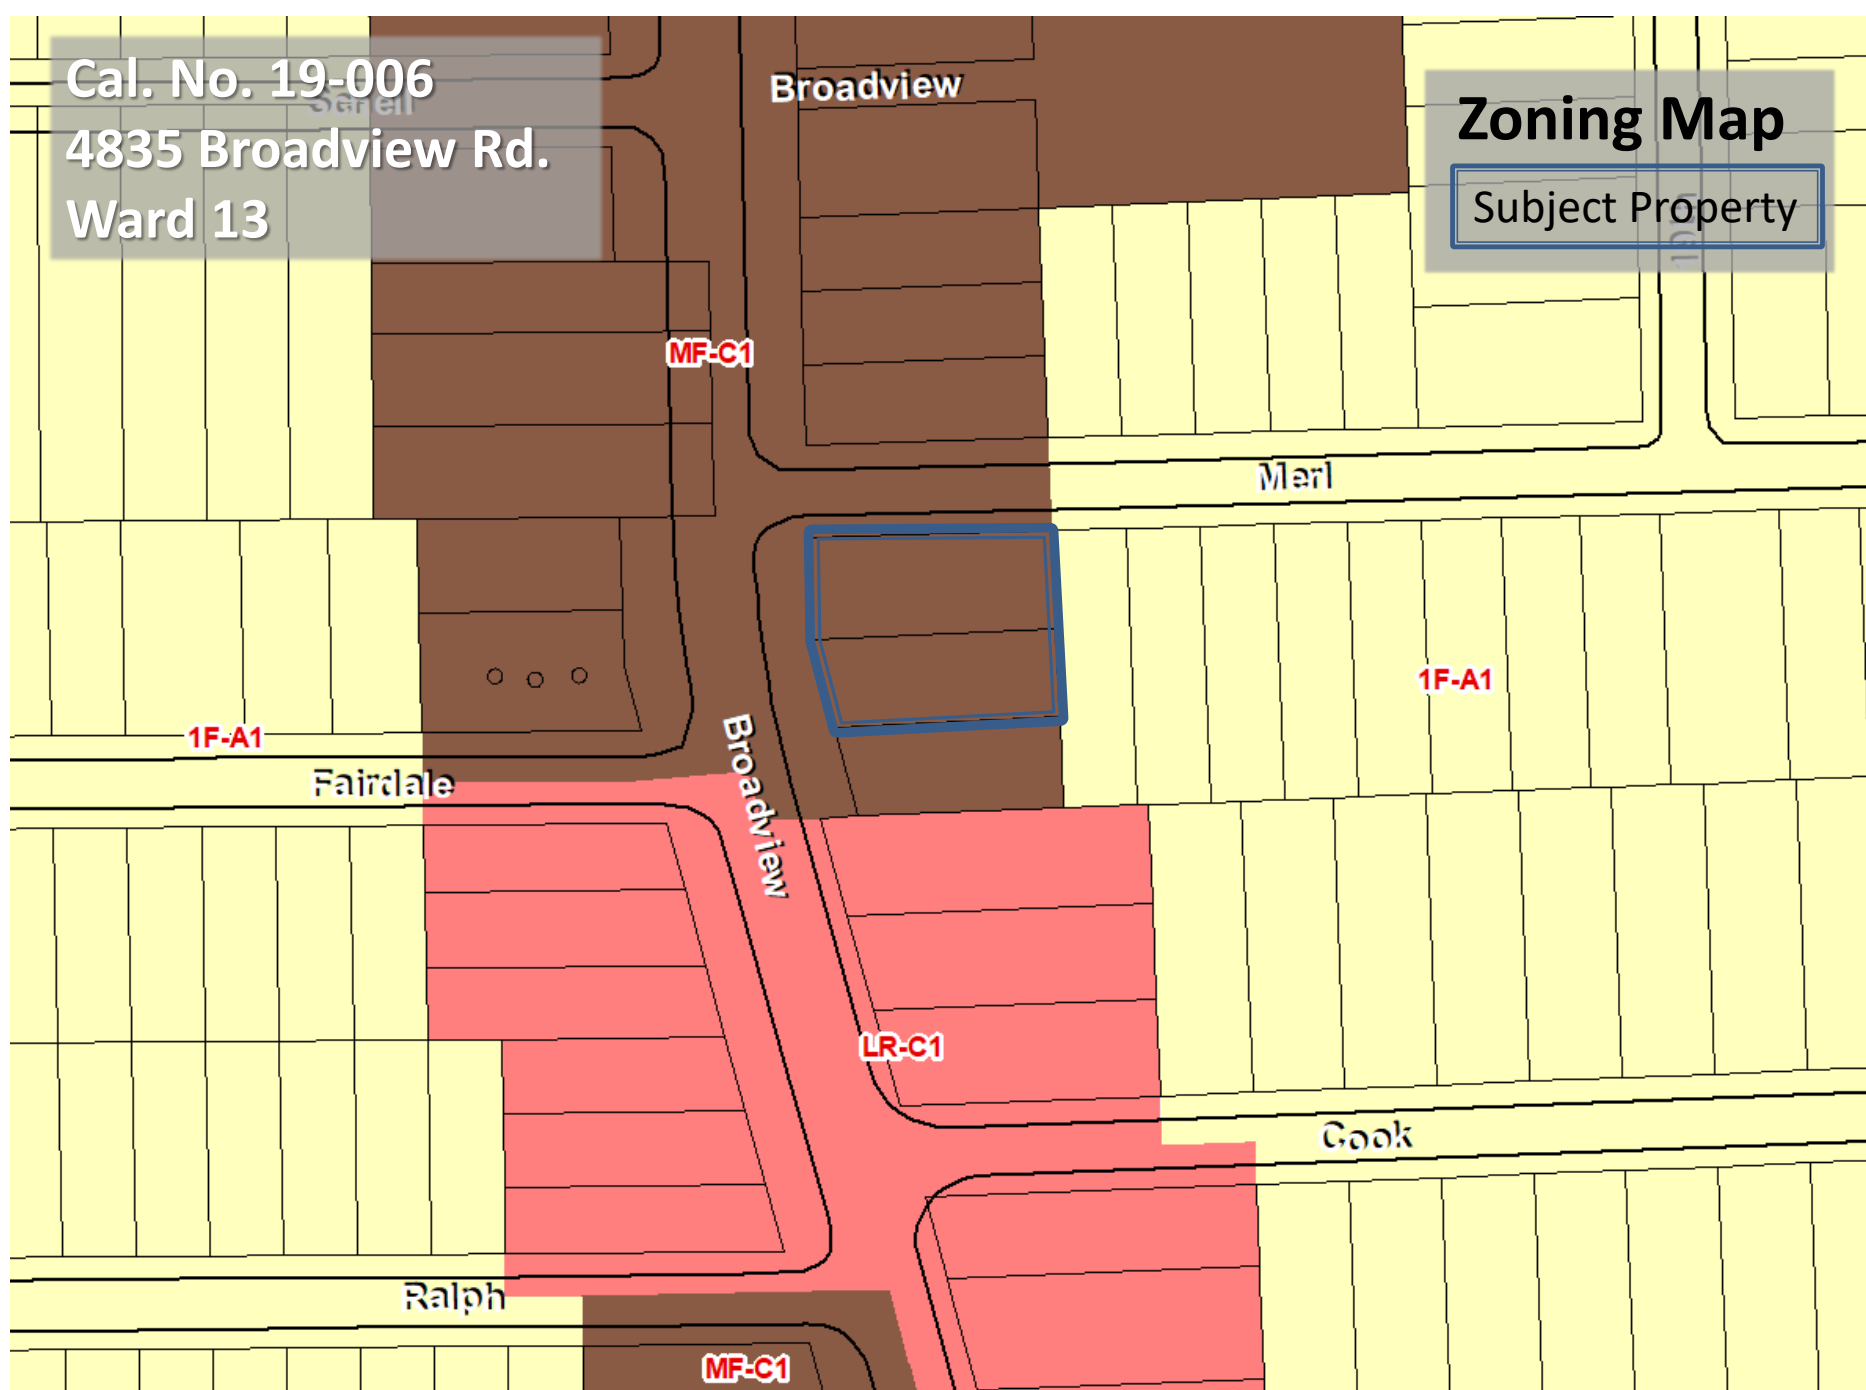 Cal. No. 19-006
4835 Broadview Rd.
Ward 13
Broadview
Zoning Map
Subject Property
MF-C1
Merl
1F-A1
1F-A1
Fairdale
Broadview
LR-C1
Cook
Ralph
MF-C1